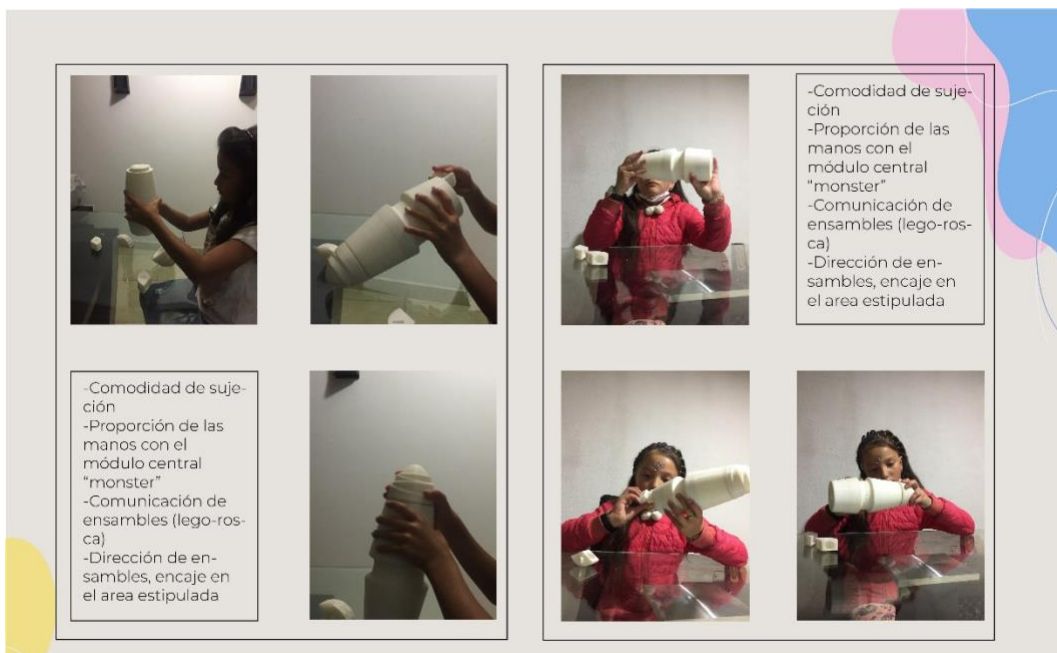 -Comodidad de suje-
ción
-Proporción de las
manos con el
módulo central
"monster"
-Comunicación de
ensambles (lego-ros-
ca)
-Dirección de en-
sambles, encaje en
el area estipulada
-Comodidad de suje-
ción
-Proporción de las
manos con el
módulo central
"monster"
-Comunicación de
ensambles (lego-ros-
ca)
-Dirección de en-
sambles, encaje en
el area estipulada